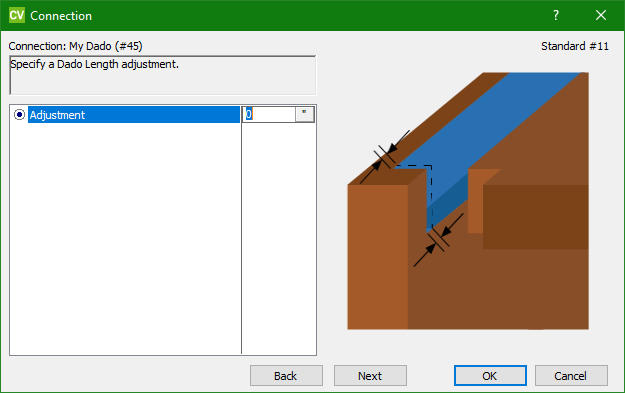 CV Connection ?
Connection: My Dado (#45) Standard #11
Specify a Dado Length adjustment.
Adjustment 0 "
Back Next OK Cancel